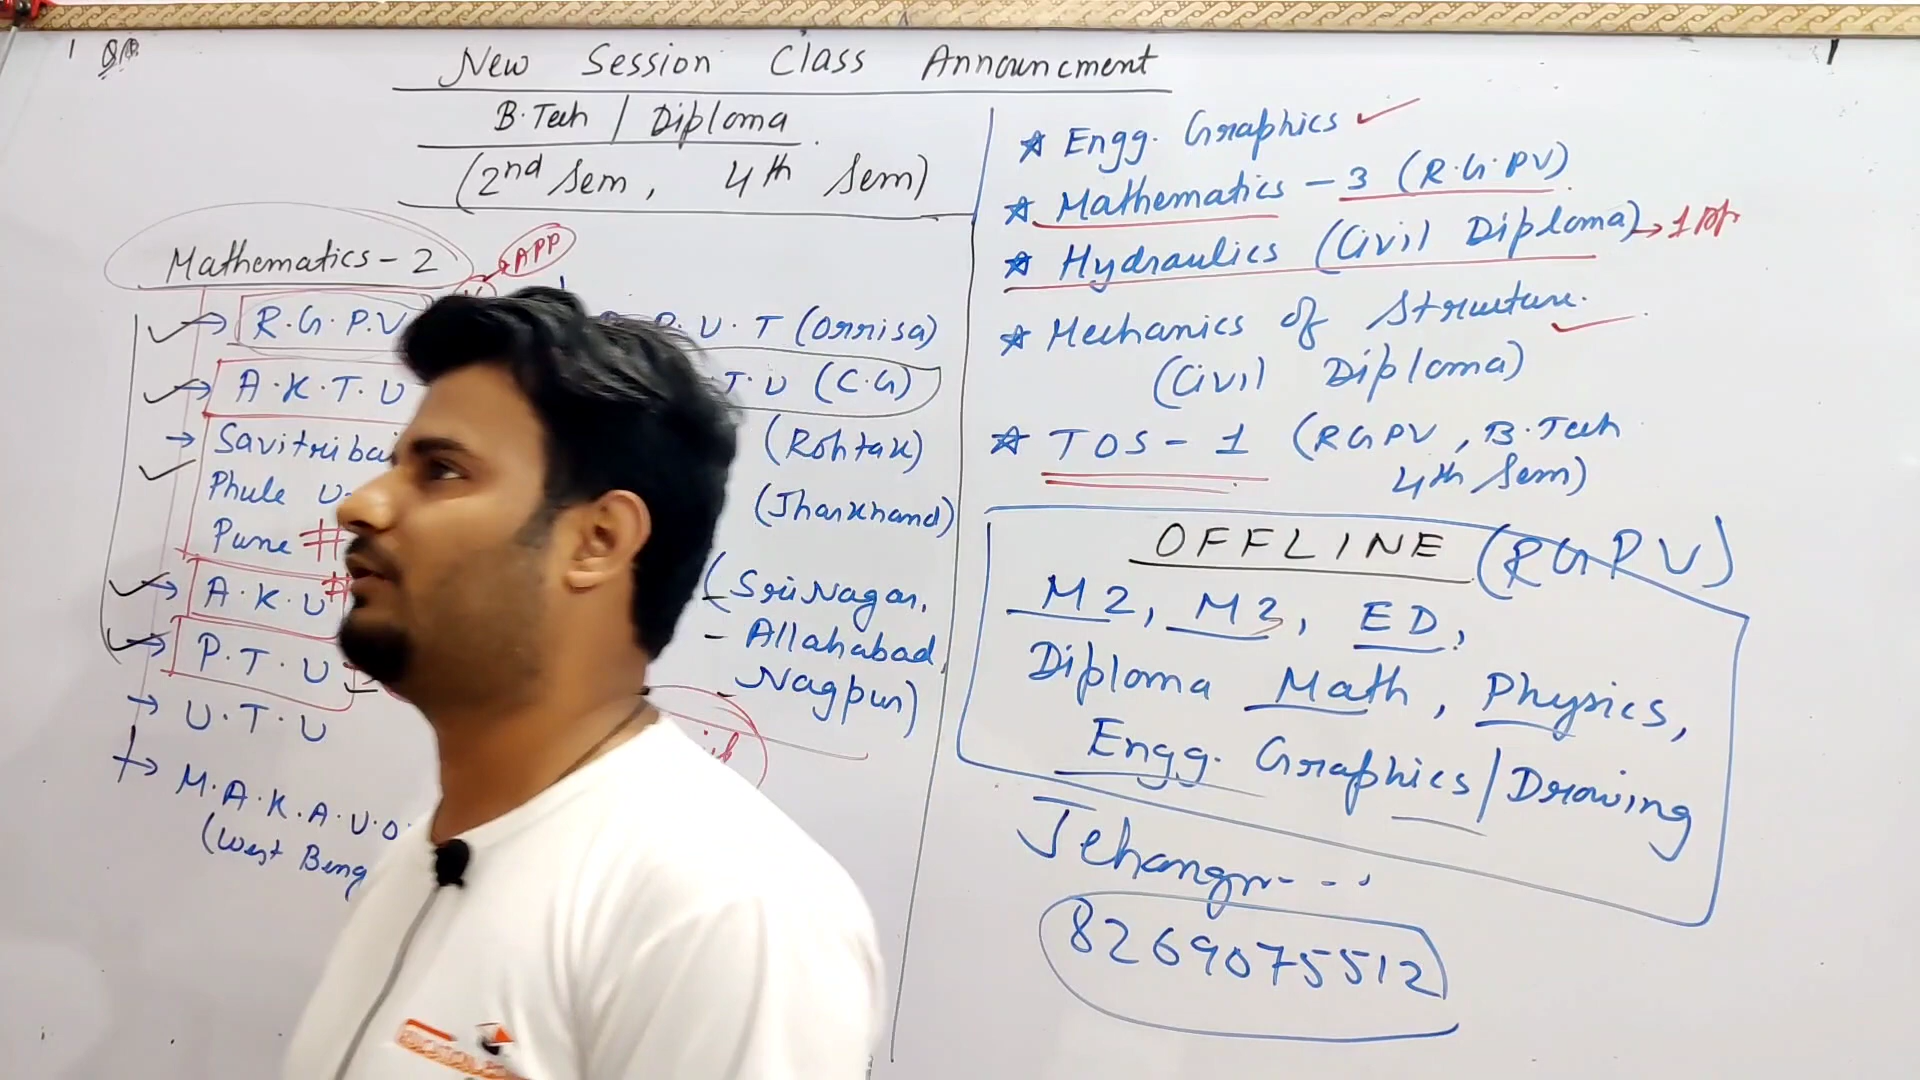 New Session Class Announcment
B.Tech / Diploma
(2nd Sem, 4th Sem)
Mathematics - 2
APP
→ R.G.P.V
→ A.K.T.U
→ Savitribai
Phule
Pune #
→ A.K.U #
→ P.T.U
→ U.T.U
→ M.A.K.A.U.
(West Beng
P.U.T (Orrisa)
T.U (C.G)
(Rohtak)
(Jharkhand)
(SriNagar,
- Allahabad,
- Nagpur)
☆ Engg. Graphics ✓
☆ Mathematics - 3 (R.G.PV)
☆ Hydraulics (Civil Diploma) →
☆ Mechanics of Structure.
(Civil Diploma)
☆ TOS - 1 (RGPV, B.Tech
4th Sem)
OFFLINE (RGPV)
M2, M3, ED,
Diploma Math, Physics,
Engg. Graphics/Drawing
8269075512